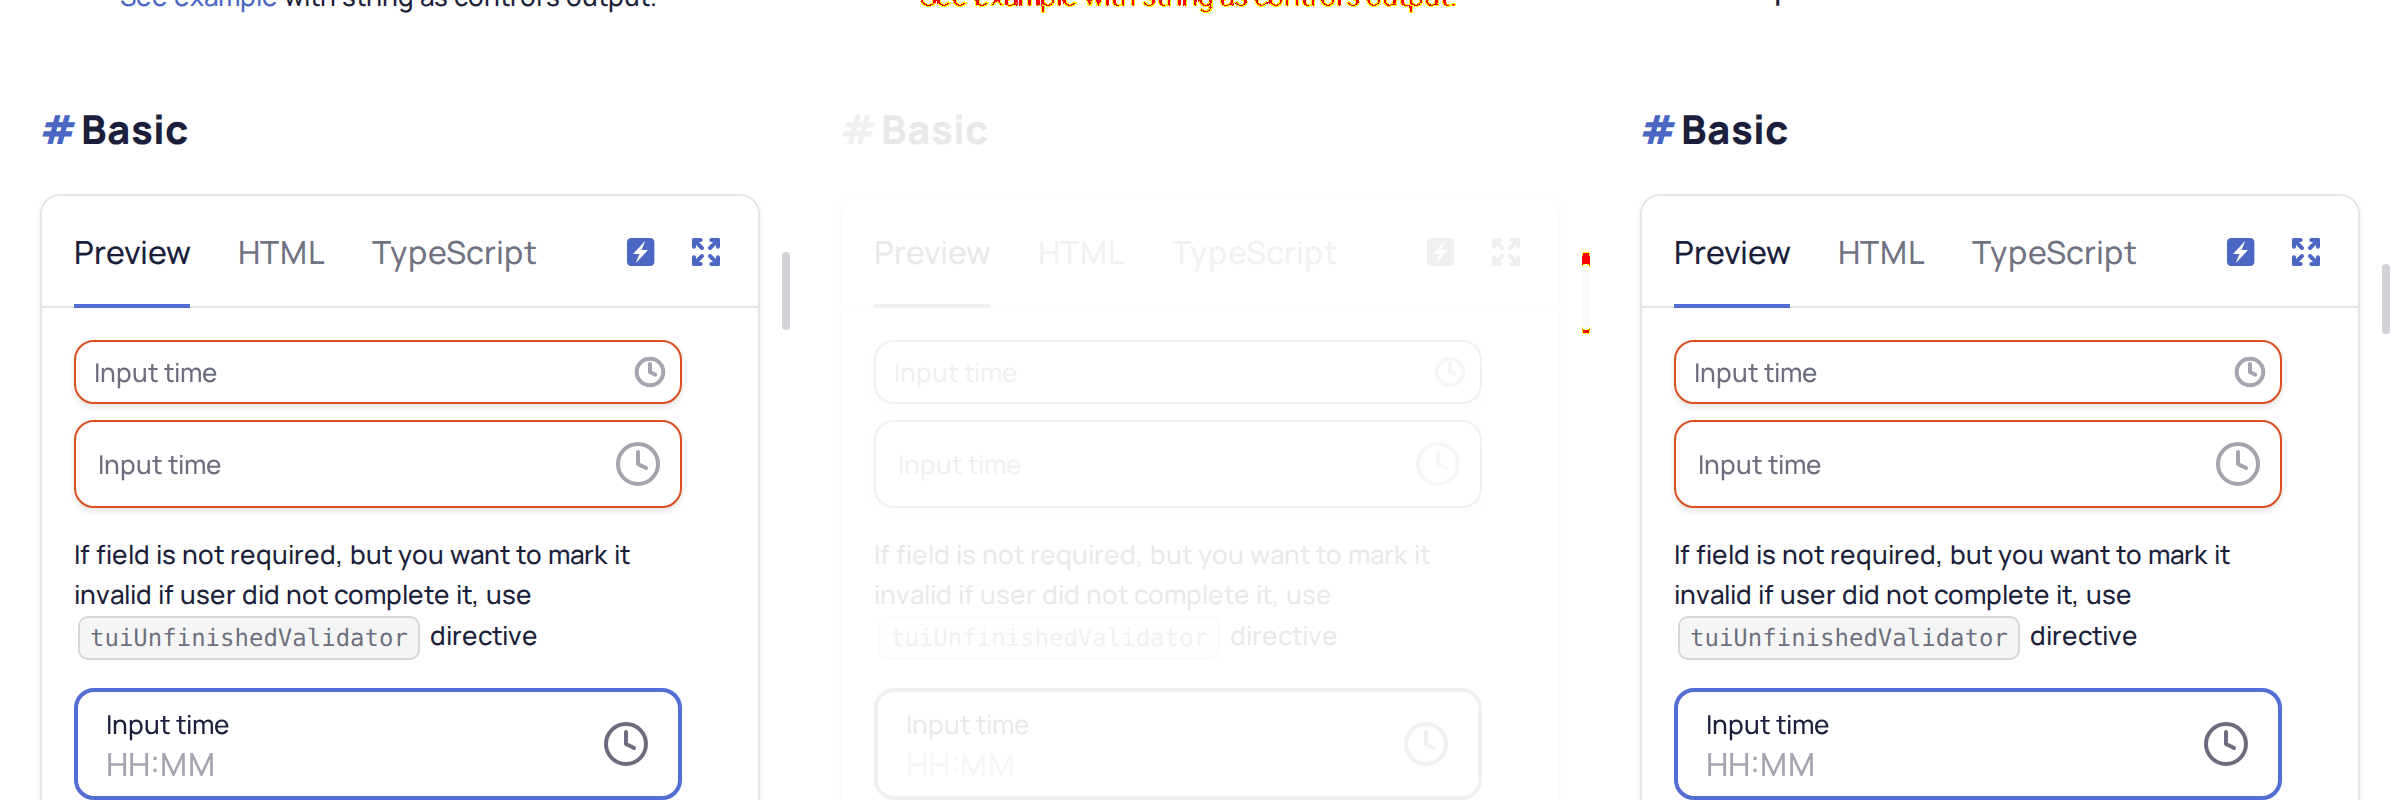 See example with string as control's output.
See example with string as control's output.
# Basic
# Basic
# Basic
Preview HTML TypeScript
Preview HTML TypeScript
Preview HTML TypeScript
Input time
Input time
Input time
Input time
Input time
Input time
If field is not required, but you want to mark it
invalid if user did not complete it, use
tuiUnfinishedValidator directive
If field is not required, but you want to mark it
invalid if user did not complete it, use
tuiUnfinishedValidator directive
If field is not required, but you want to mark it
invalid if user did not complete it, use
tuiUnfinishedValidator directive
Input time
HH:MM
Input time
HH:MM
Input time
HH:MM